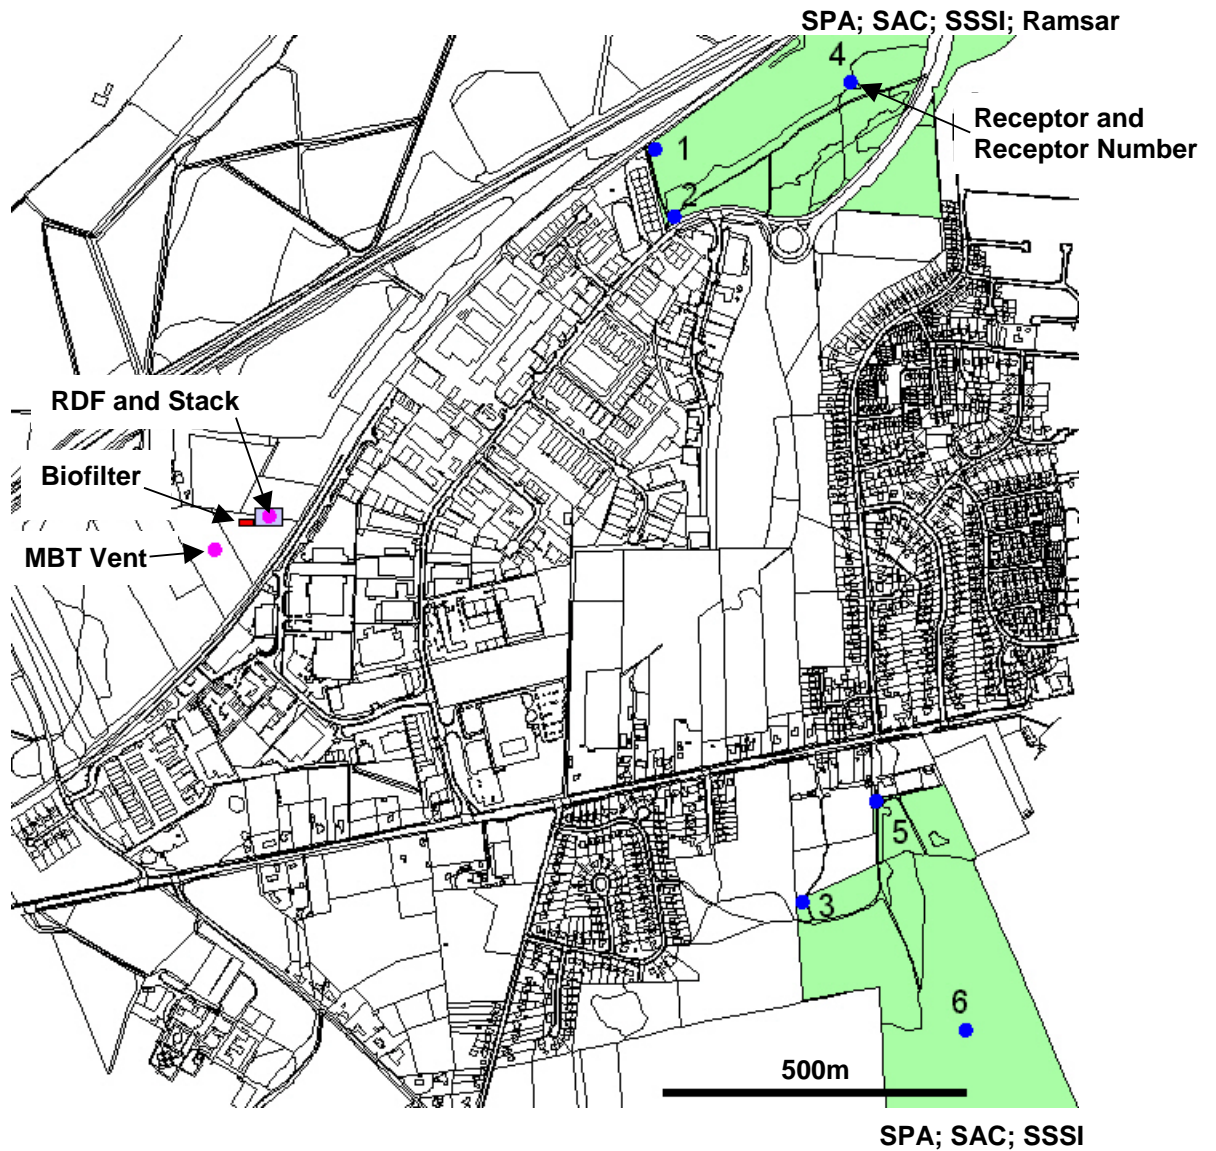 SPA; SAC; SSSI; Ramsar
4
Receptor and
Receptor Number
1
2
RDF and Stack
Biofilter
MBT Vent
5
3
6
500m
SPA; SAC; SSSI